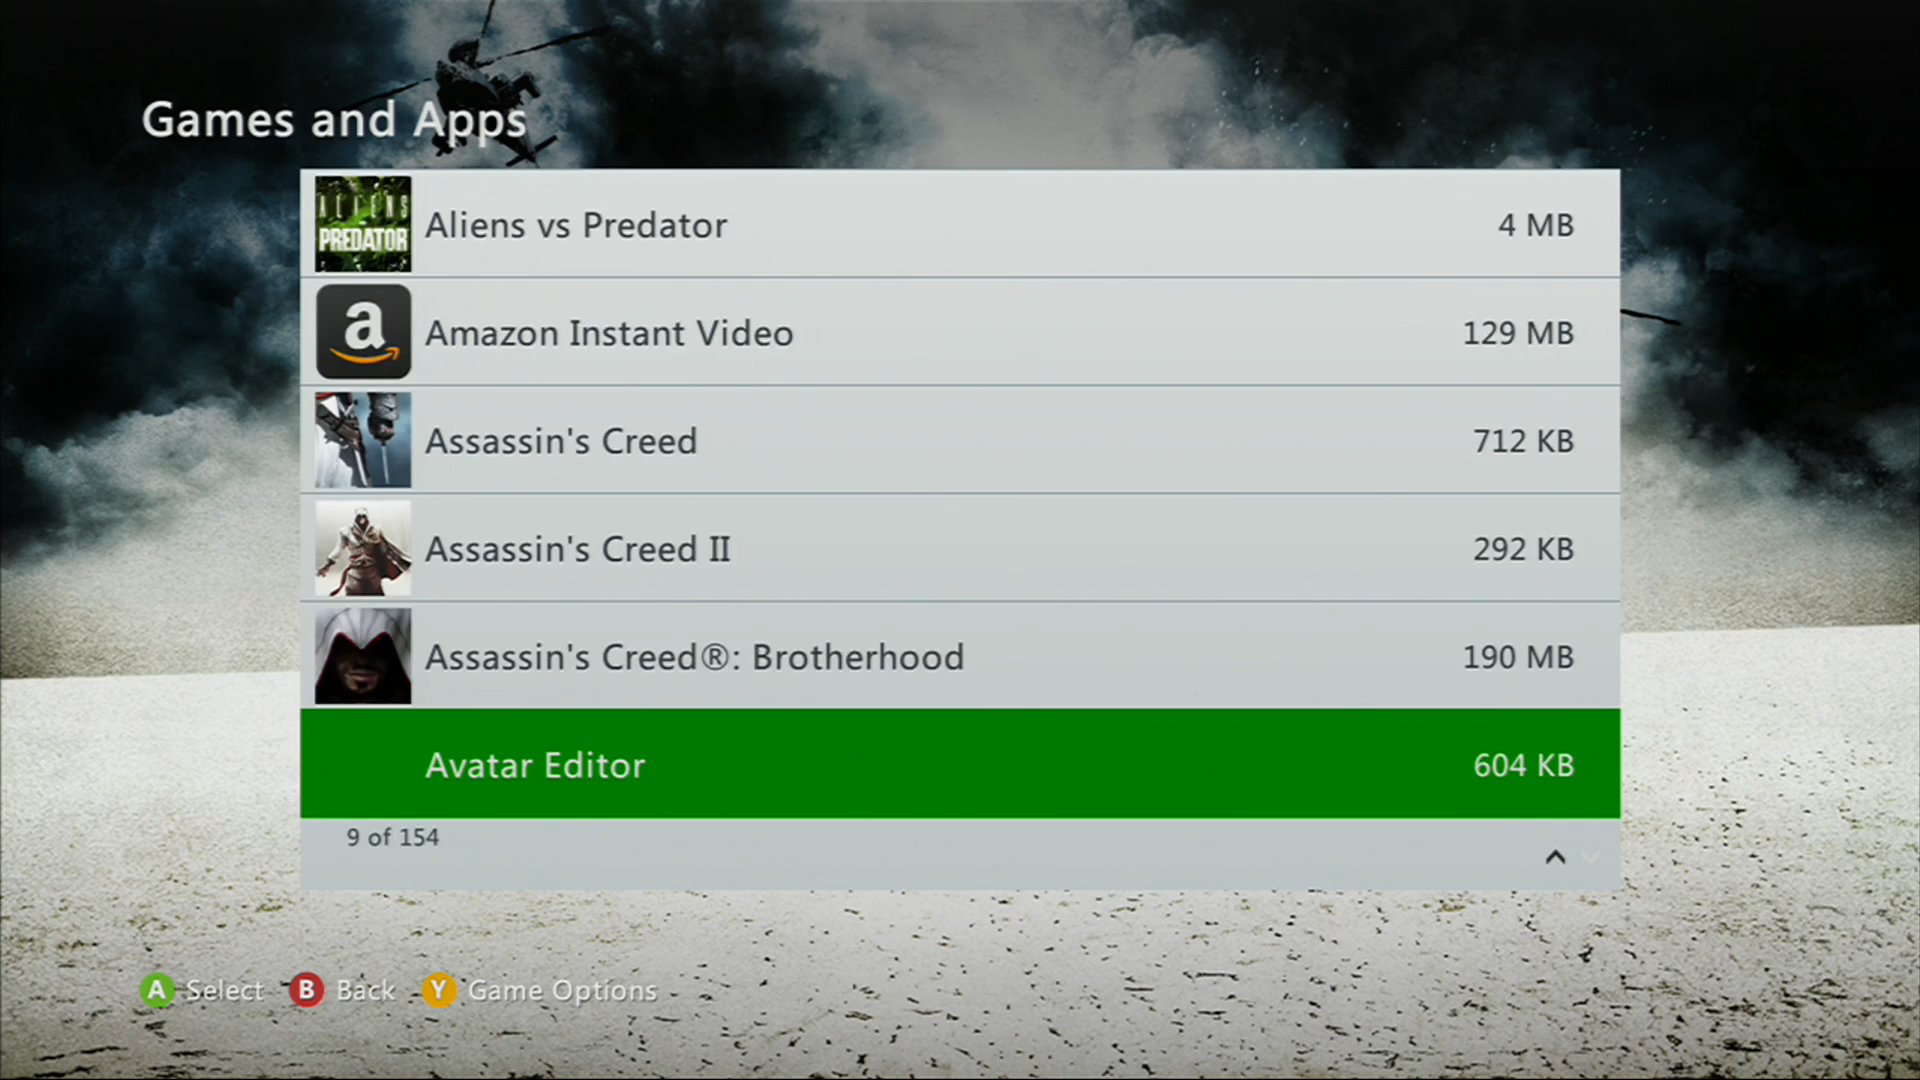 Games and Apps
ALIENS
vs
PREDATOR
Aliens vs Predator
4 MB
a
Amazon Instant Video
129 MB
Assassin's Creed
712 KB
Assassin's Creed II
292 KB
Assassin's Creed®: Brotherhood
190 MB
Avatar Editor
604 KB
9 of 154
A Select B Back Y Game Options